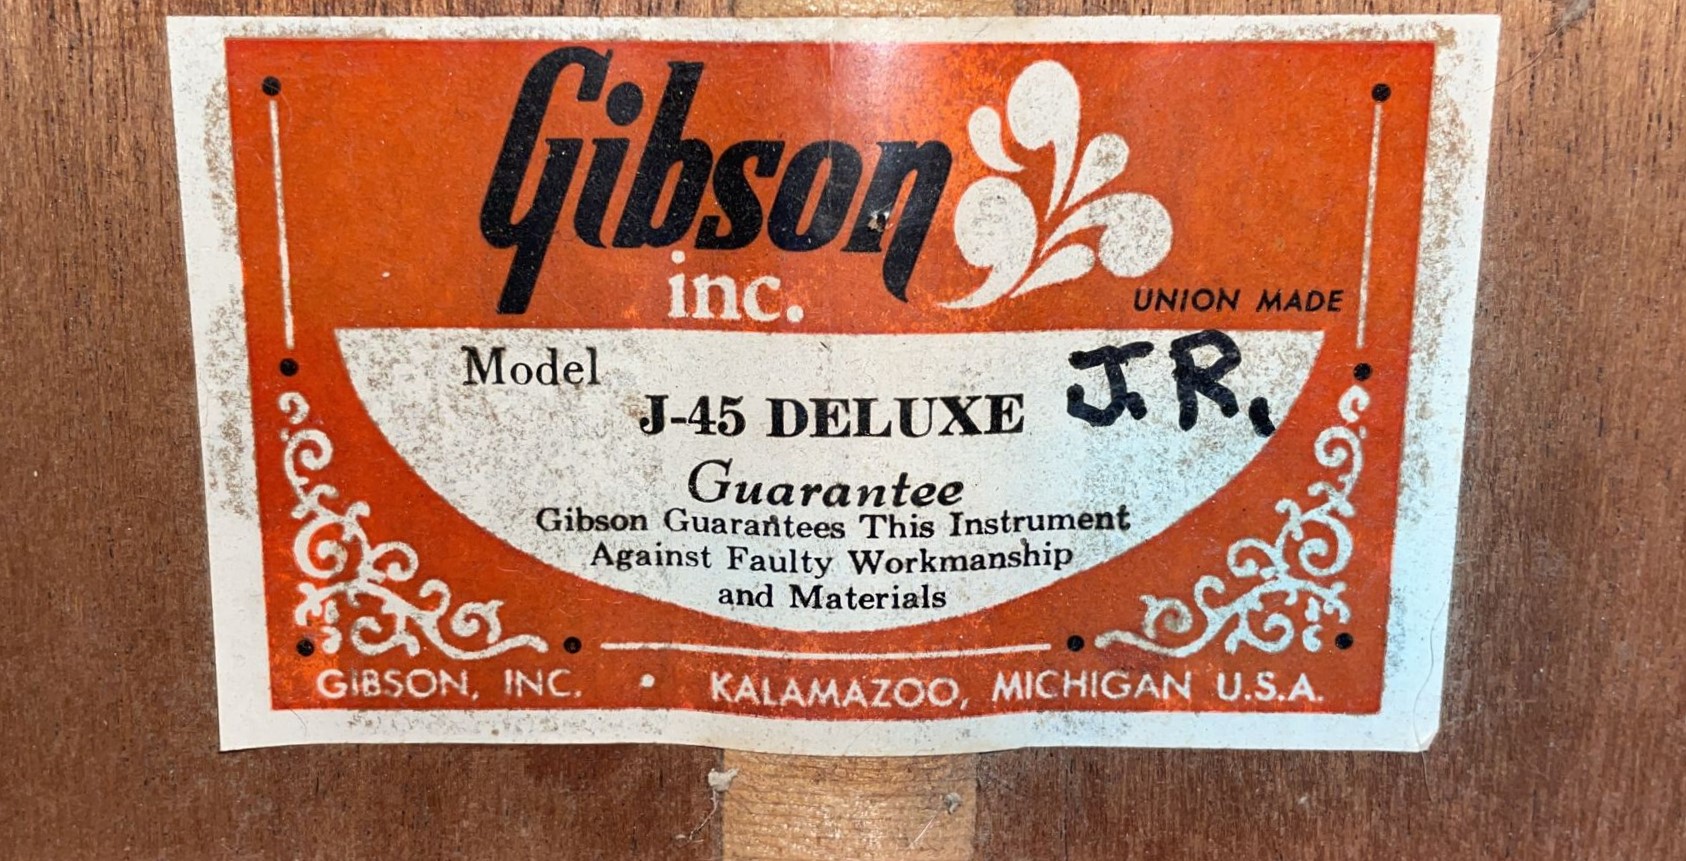 Gibson
inc.
UNION MADE
Model
J-45 DELUXE J.R.
Guarantee
Gibson Guarantees This Instrument
Against Faulty Workmanship
and Materials
GIBSON, INC. • KALAMAZOO, MICHIGAN U.S.A.